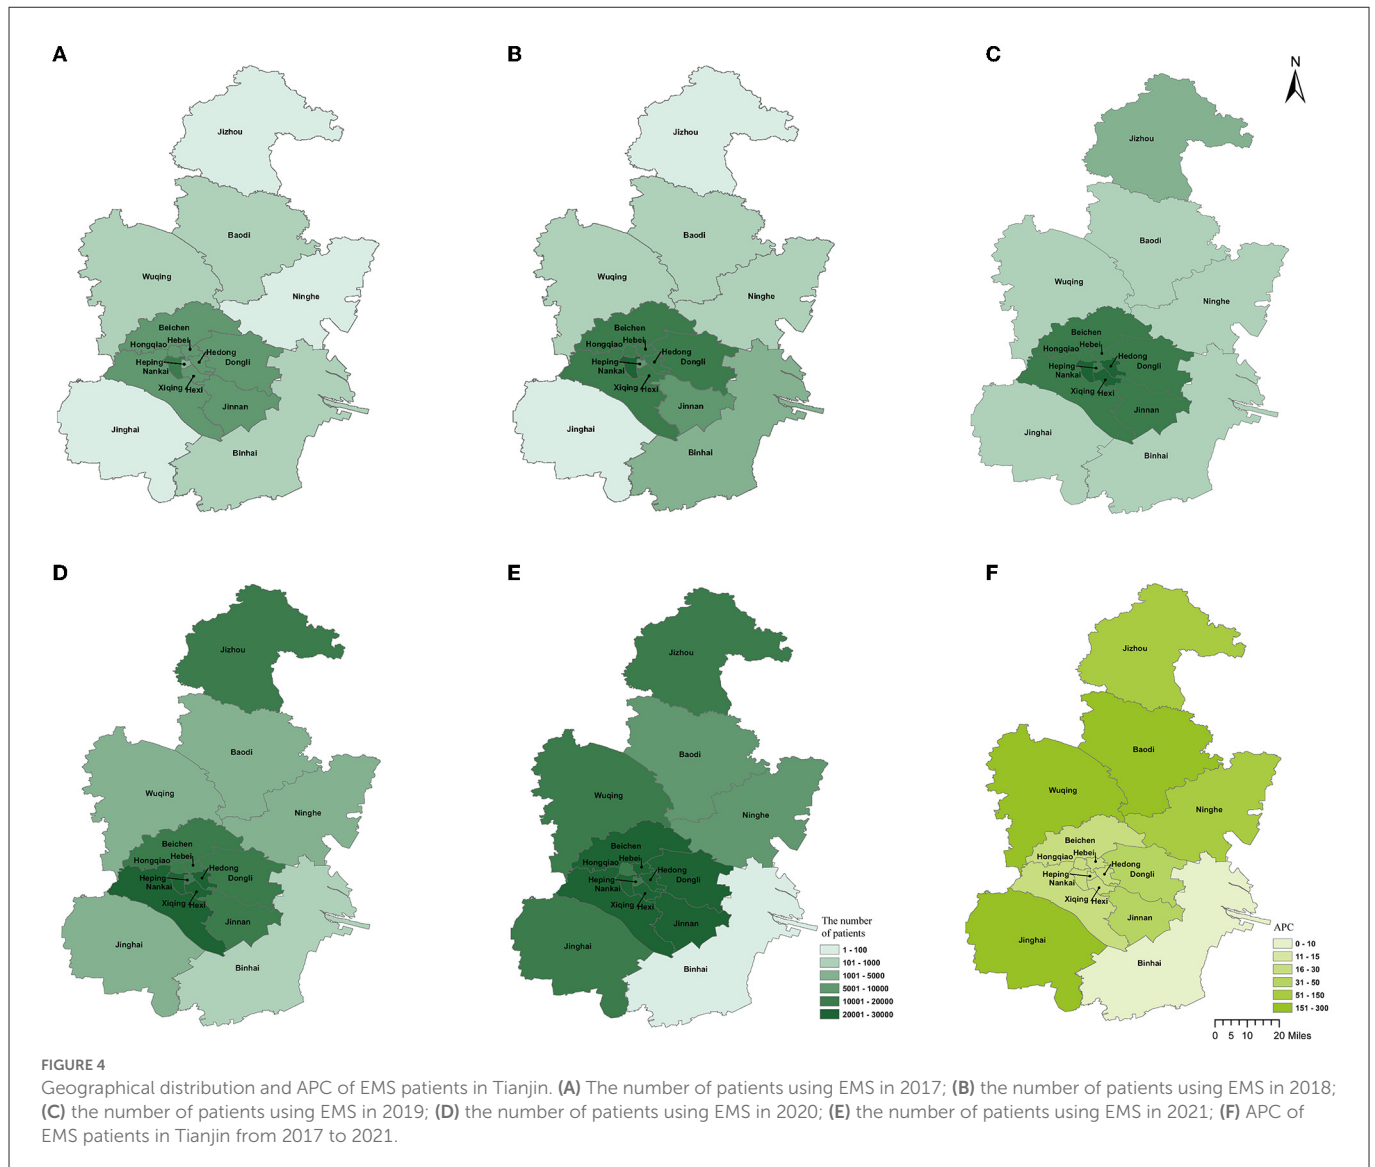 A
Jizhou
Baodi
Wuqing
Ninghe
Beichen
Hebei
Hongqiao
Hedong
Heping
Dongli
Nankai
Xiqing
Hexi
Jinnan
Jinghai
Binhai
B
Jizhou
Baodi
Wuqing
Ninghe
Beichen
Hebei
Hongqiao
Hedong
Heping
Dongli
Nankai
Xiqing
Hexi
Jinnan
Jinghai
Binhai
C
N
Jizhou
Baodi
Wuqing
Ninghe
Beichen
Hebei
Hongqiao
Hedong
Heping
Dongli
Nankai
Xiqing
Hexi
Jinnan
Jinghai
Binhai
D
Jizhou
Baodi
Wuqing
Ninghe
Beichen
Hebei
Hongqiao
Hedong
Heping
Dongli
Nankai
Xiqing
Hexi
Jinnan
Jinghai
Binhai
E
Jizhou
Baodi
Wuqing
Ninghe
Beichen
Hebei
Hongqiao
Hedong
Heping
Dongli
Nankai
Xiqing
Hexi
Jinnan
Jinghai
Binhai
The number
of patients
1 - 100
101 - 1000
1001 - 5000
5001 - 10000
10001 - 20000
20001 - 30000
F
Jizhou
Baodi
Wuqing
Ninghe
Beichen
Hebei
Hongqiao
Hedong
Heping
Dongli
Nankai
Xiqing
Hexi
Jinnan
Jinghai
Binhai
APC
0 - 10
11 - 15
16 - 30
31 - 50
51 - 150
151 - 300
0 5 10 20 Miles
FIGURE 4
Geographical distribution and APC of EMS patients in Tianjin. (A) The number of patients using EMS in 2017; (B) the number of patients using EMS in 2018;
(C) the number of patients using EMS in 2019; (D) the number of patients using EMS in 2020; (E) the number of patients using EMS in 2021; (F) APC of
EMS patients in Tianjin from 2017 to 2021.